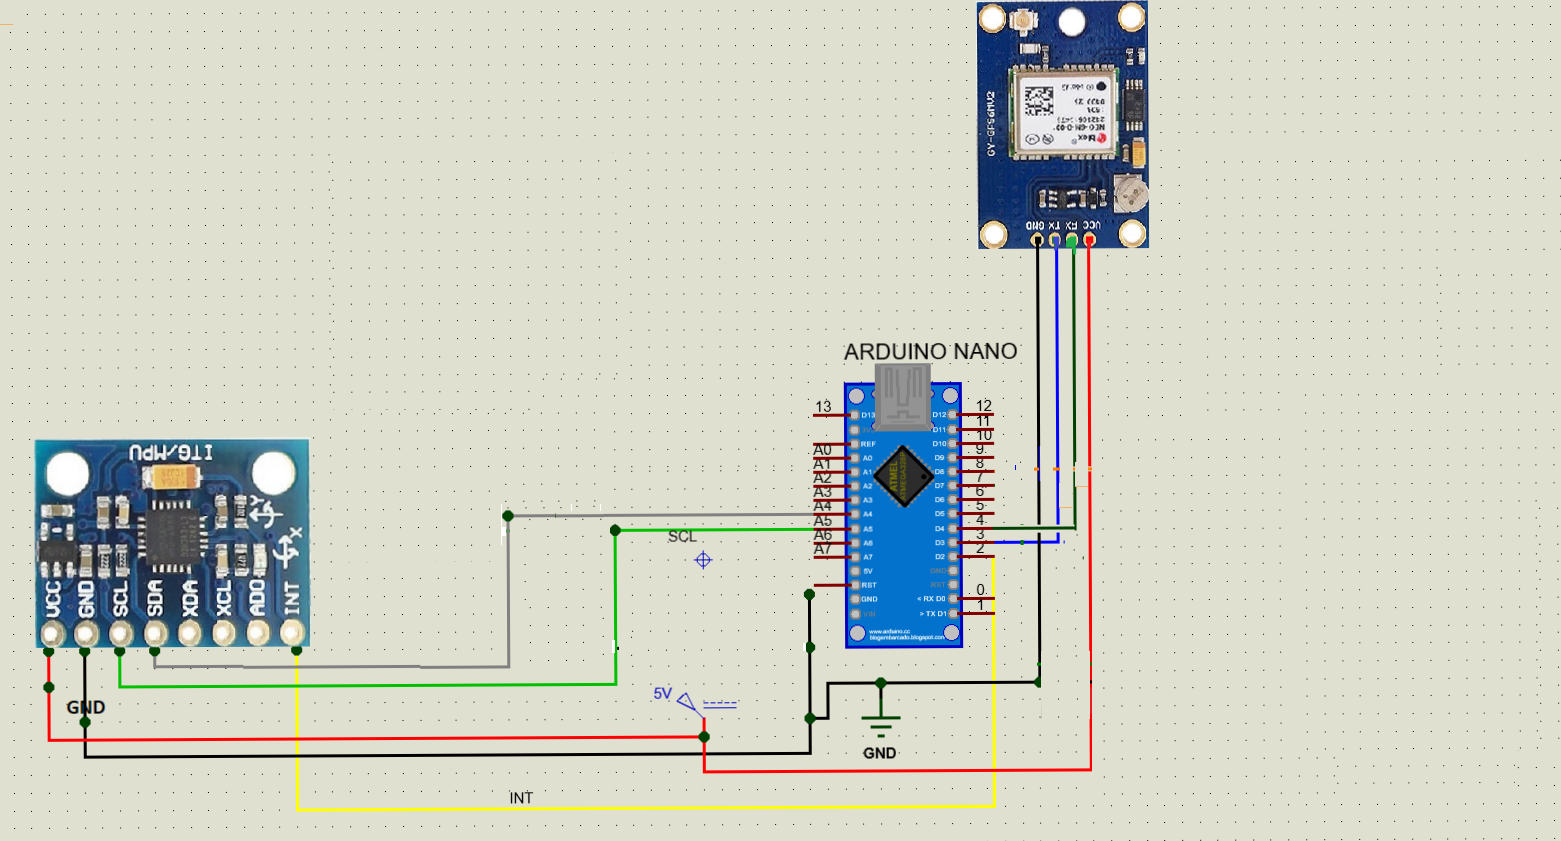 GY-GPS6MV2
GND TX RX VCC
ARDUINO NANO
13
A0
A1
A2
A3
A4
A5
A6
A7
D13
REF
A0
A1
A2
A3
A4
A5
A6
A7
5V
RST
GND
VIN
ATMEL
D12
D11
D10
D9
D8
D7
D6
D5
D4
D3
D2
GND
RST
< RX D0
> TX D1
12
11
10
9
8
7
6
5
4
3
2
0
1
www.arduino.cc
blogembarcado.blogspot.com
ITG/MPU
Y
X
VCC
GND
SCL
SDA
XDA
XCL
ADO
INT
SCL
GND
5V
GND
INT